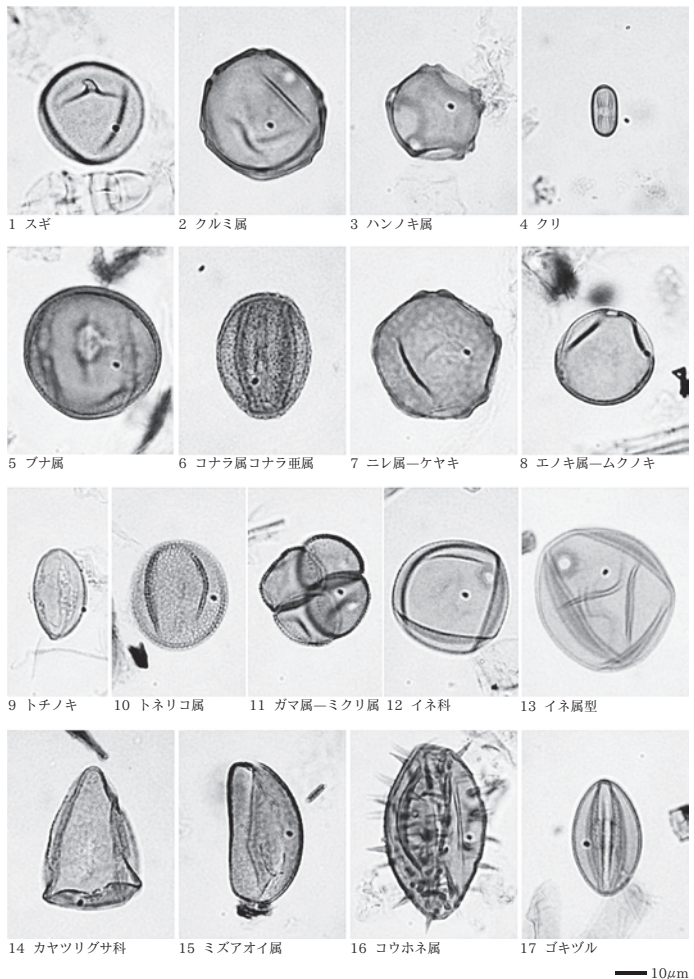 1 スギ
2 クルミ属
3 ハンノキ属
4 クリ
5 ブナ属
6 コナラ属コナラ亜属
7 ニレ属―ケヤキ
8 エノキ属―ムクノキ
9 トチノキ
10 トネリコ属
11 ガマ属―ミクリ属
12 イネ科
13 イネ属型
14 カヤツリグサ科
15 ミズアオイ属
16 コウホネ属
17 ゴキヅル
10μm